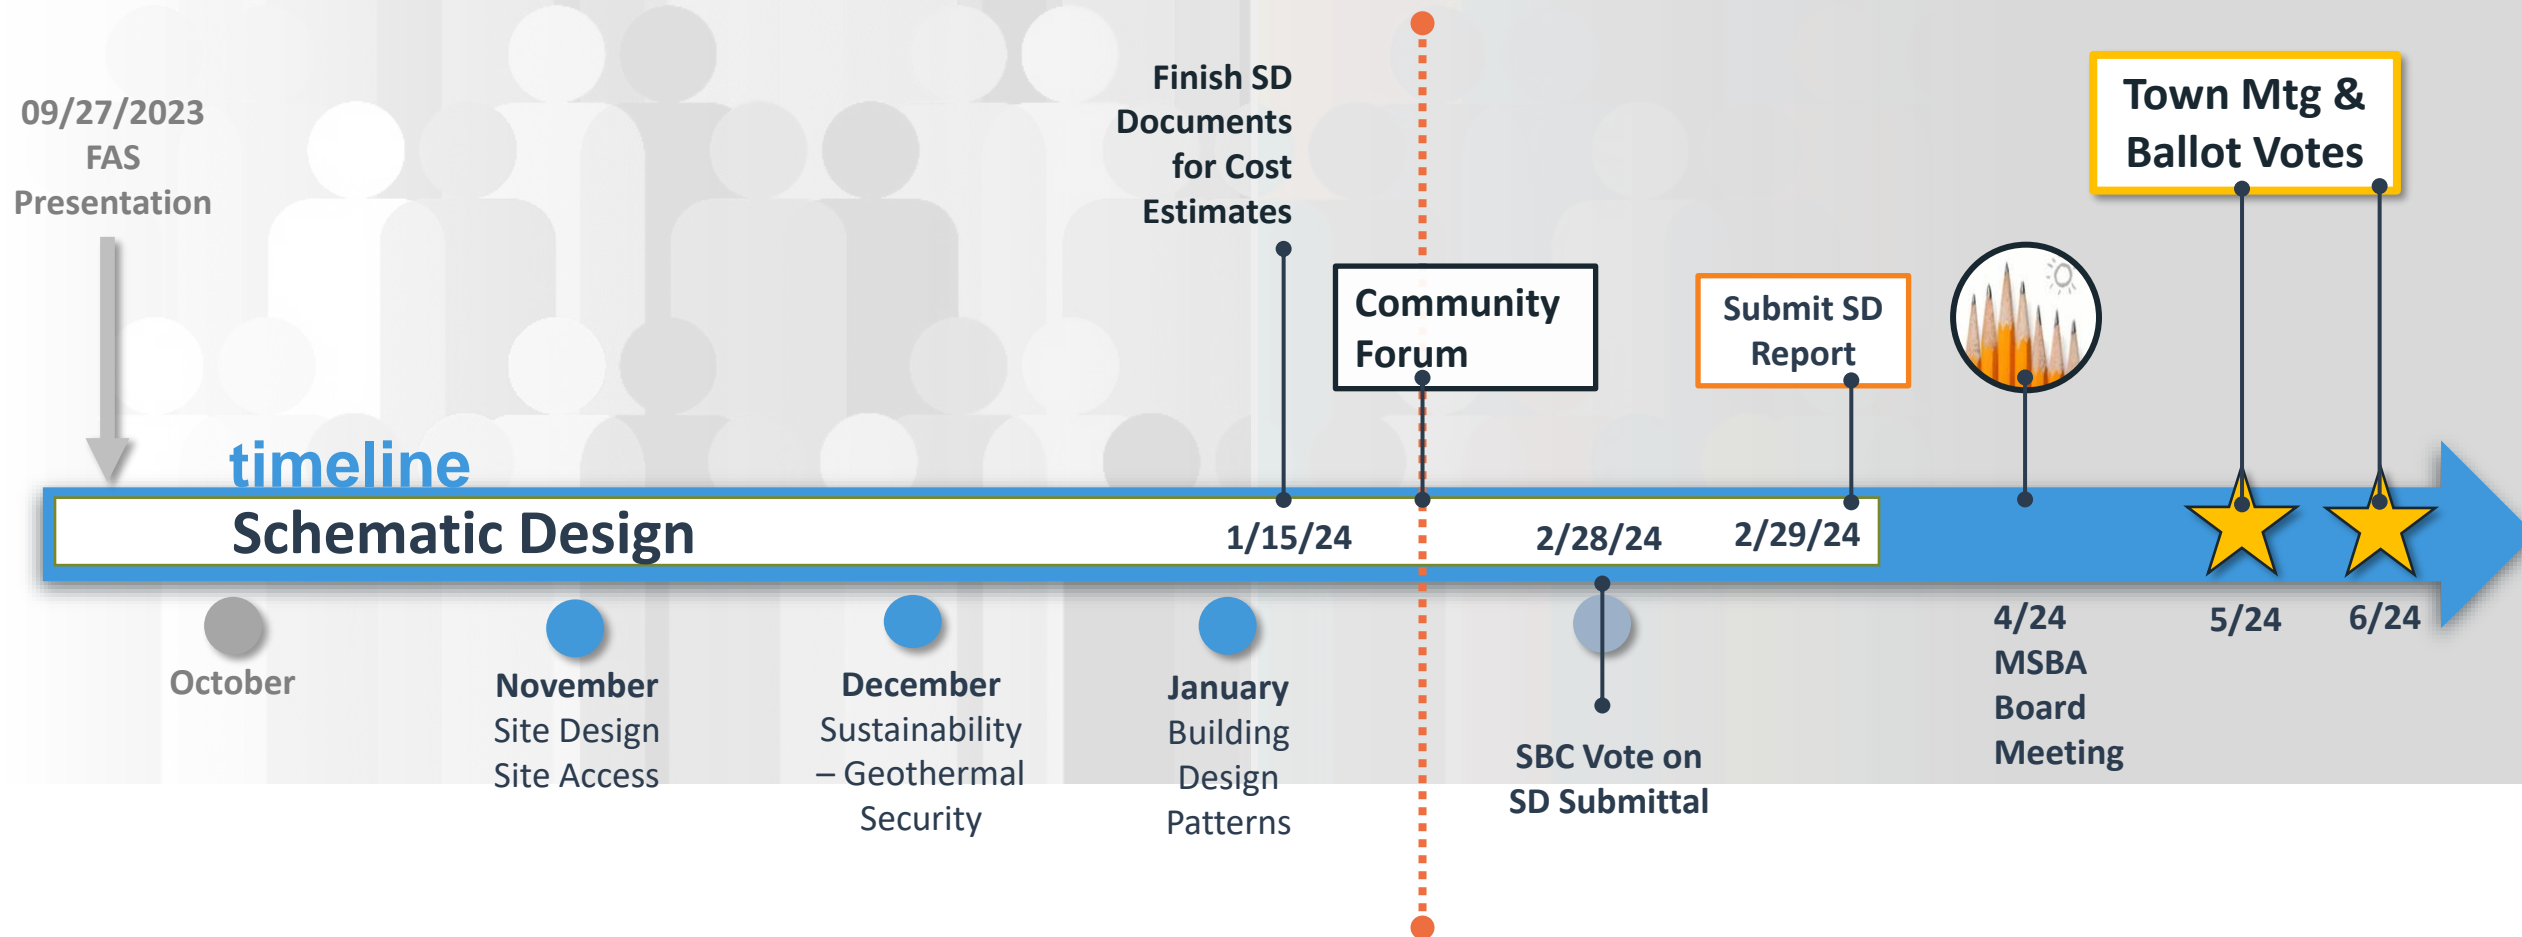 09/27/2023
FAS
Presentation
Finish SD
Documents
for Cost
Estimates
Community
Forum
Submit SD
Report
Town Mtg &
Ballot Votes
timeline
Schematic Design
1/15/24
2/28/24
2/29/24
October
November
Site Design
Site Access
December
Sustainability
– Geothermal
Security
January
Building
Design
Patterns
SBC Vote on
SD Submittal
4/24
MSBA
Board
Meeting
5/24
6/24